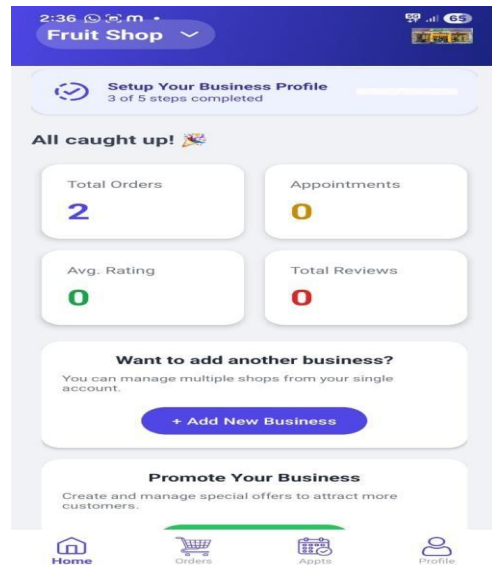 2:36
65
Fruit Shop
Setup Your Business Profile
3 of 5 steps completed
All caught up! 🎉
Total Orders
2
Appointments
0
Avg. Rating
0
Total Reviews
0
Want to add another business?
You can manage multiple shops from your single
account.
+ Add New Business
Promote Your Business
Create and manage special offers to attract more
customers.
Home
Orders
Appts
Profile